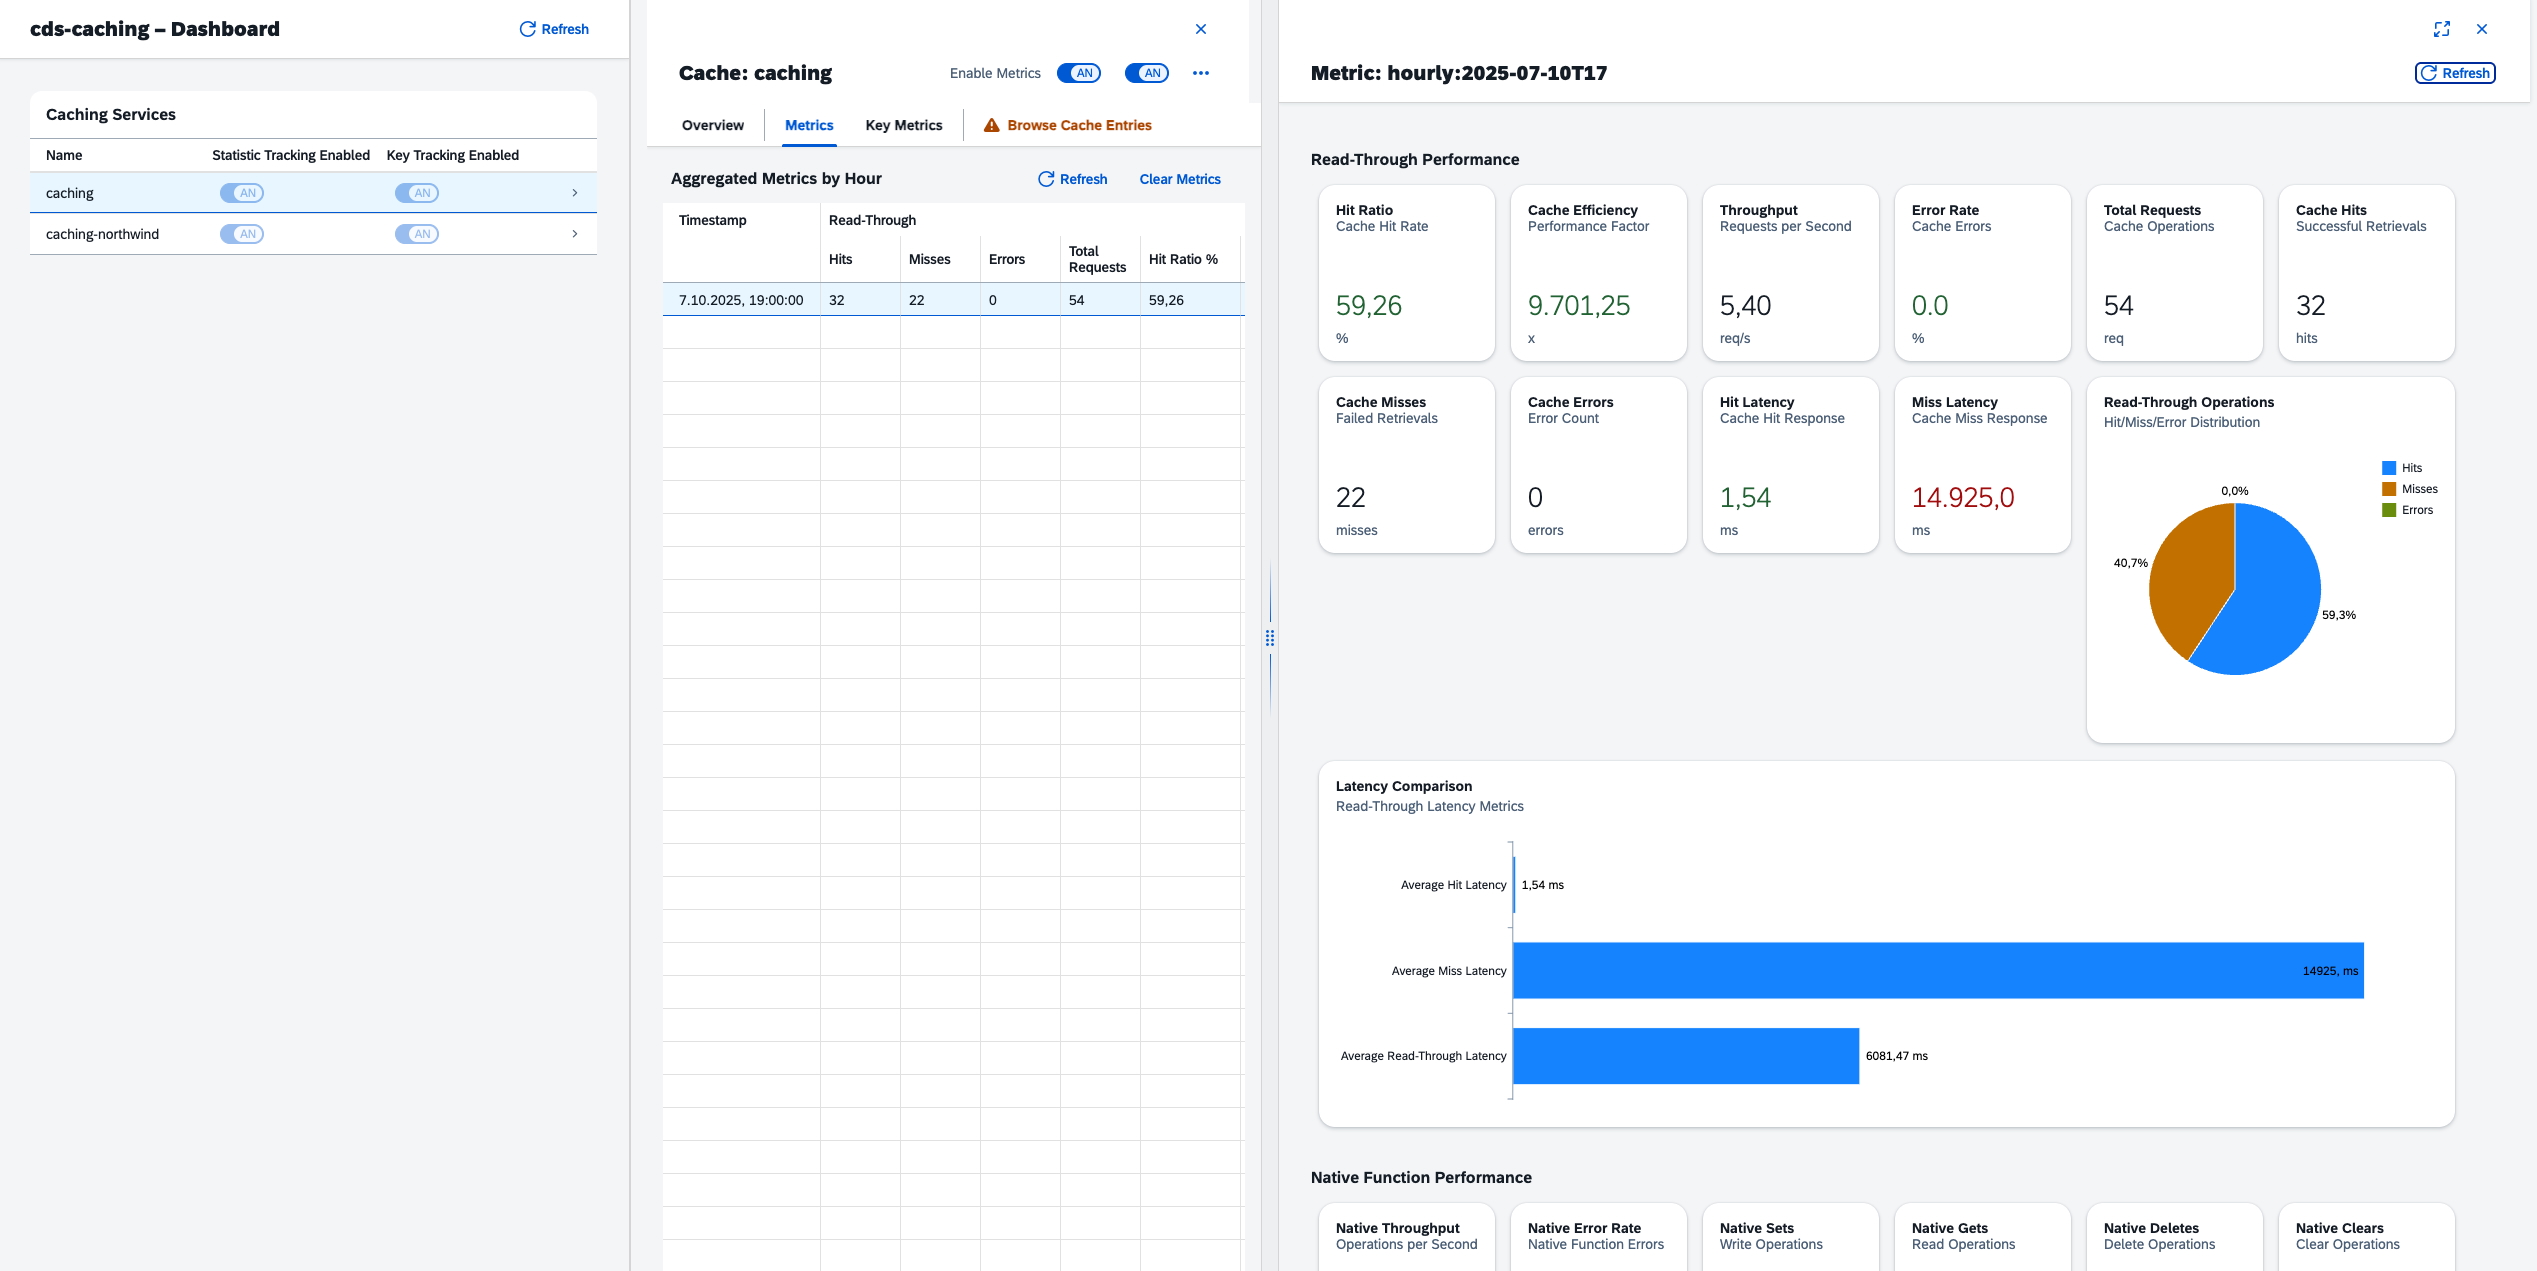 cds-caching – Dashboard
Refresh
Caching Services
Name
Statistic Tracking Enabled
Key Tracking Enabled
caching
AN
AN
caching-northwind
AN
AN
Cache: caching
Enable Metrics
AN
AN
Overview
Metrics
Key Metrics
Browse Cache Entries
Aggregated Metrics by Hour
Refresh
Clear Metrics
Timestamp
Read-Through
Hits
Misses
Errors
Total
Requests
Hit Ratio %
7.10.2025, 19:00:00
32
22
0
54
59,26
Metric: hourly:2025-07-10T17
Refresh
Read-Through Performance
Hit Ratio
Cache Hit Rate
59,26
%
Cache Efficiency
Performance Factor
9.701,25
x
Throughput
Requests per Second
5,40
req/s
Error Rate
Cache Errors
0.0
%
Total Requests
Cache Operations
54
req
Cache Hits
Successful Retrievals
32
hits
Cache Misses
Failed Retrievals
22
misses
Cache Errors
Error Count
0
errors
Hit Latency
Cache Hit Response
1,54
ms
Miss Latency
Cache Miss Response
14.925,0
ms
Read-Through Operations
Hit/Miss/Error Distribution
Hits
Misses
Errors
0,0%
40,7%
59,3%
Latency Comparison
Read-Through Latency Metrics
Average Hit Latency
1,54 ms
Average Miss Latency
14925, ms
Average Read-Through Latency
6081,47 ms
Native Function Performance
Native Throughput
Operations per Second
Native Error Rate
Native Function Errors
Native Sets
Write Operations
Native Gets
Read Operations
Native Deletes
Delete Operations
Native Clears
Clear Operations